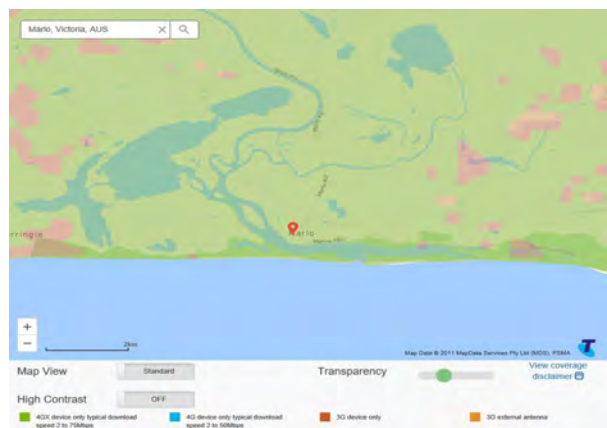 Marlo, Victoria, AUS
Marlo
2km
Map Data © 2011 MapData Services Pty Ltd (MDS), PSMA
Map View
Standard
Transparency
View coverage
disclaimer
High Contrast
OFF
4GX device only typical download
speed 2 to 75Mbps
4G device only typical download
speed 2 to 50Mbps
3G device only
3G external antenna